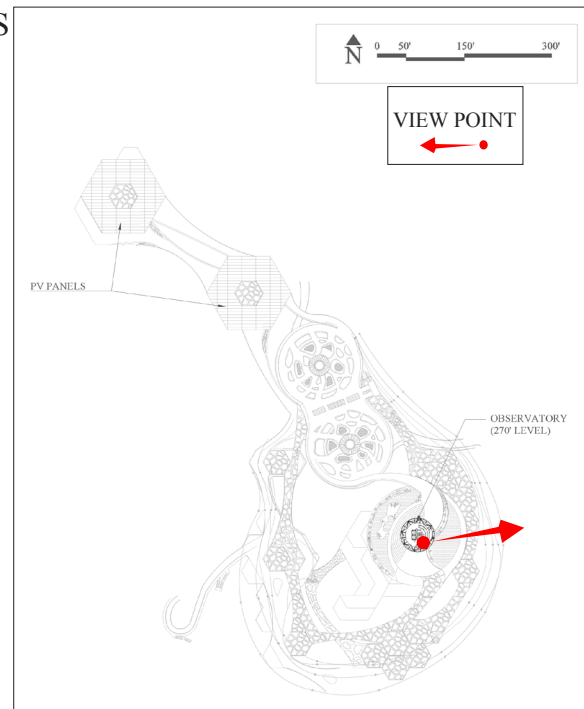 S
N 0 50' 150' 300'
VIEW POINT
PV PANELS
OBSERVATORY
(270' LEVEL)